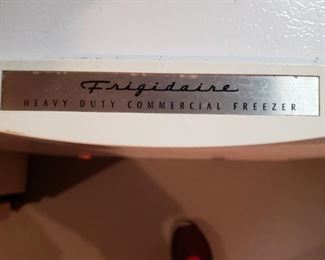 Frigidaire
HEAVY DUTY COMMERCIAL FREEZER